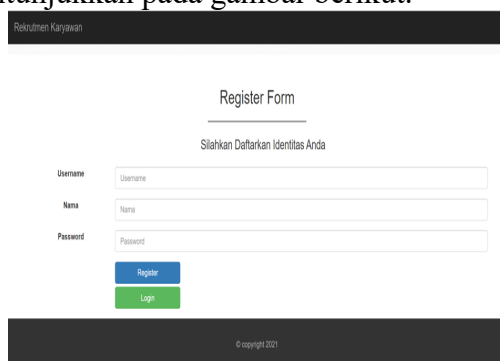 tunjukkan pada gambar berikut.
Rekrutmen Karyawan
Register Form
Silahkan Daftarkan Identitas Anda
Username
Username
Nama
Nama
Password
Password
Register
Login
© copyright 2021